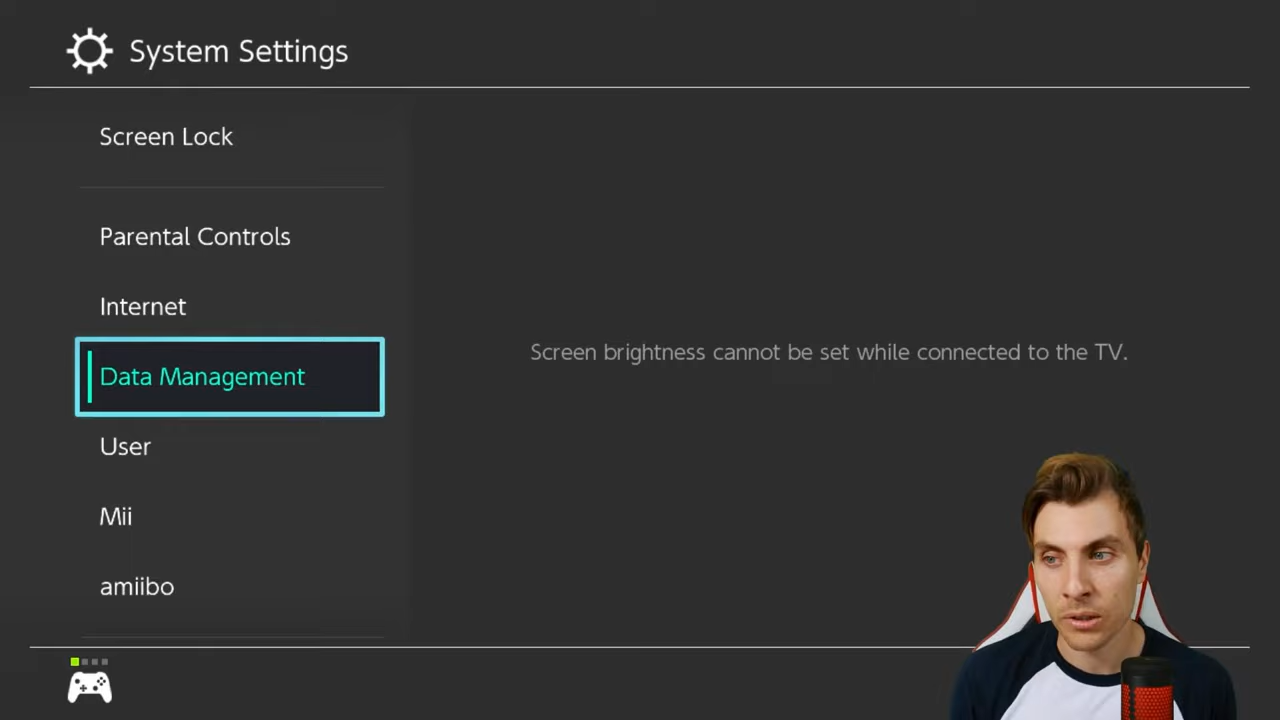 System Settings
Screen Lock
Parental Controls
Internet
Data Management
User
Mii
amiibo
Screen brightness cannot be set while connected to the TV.